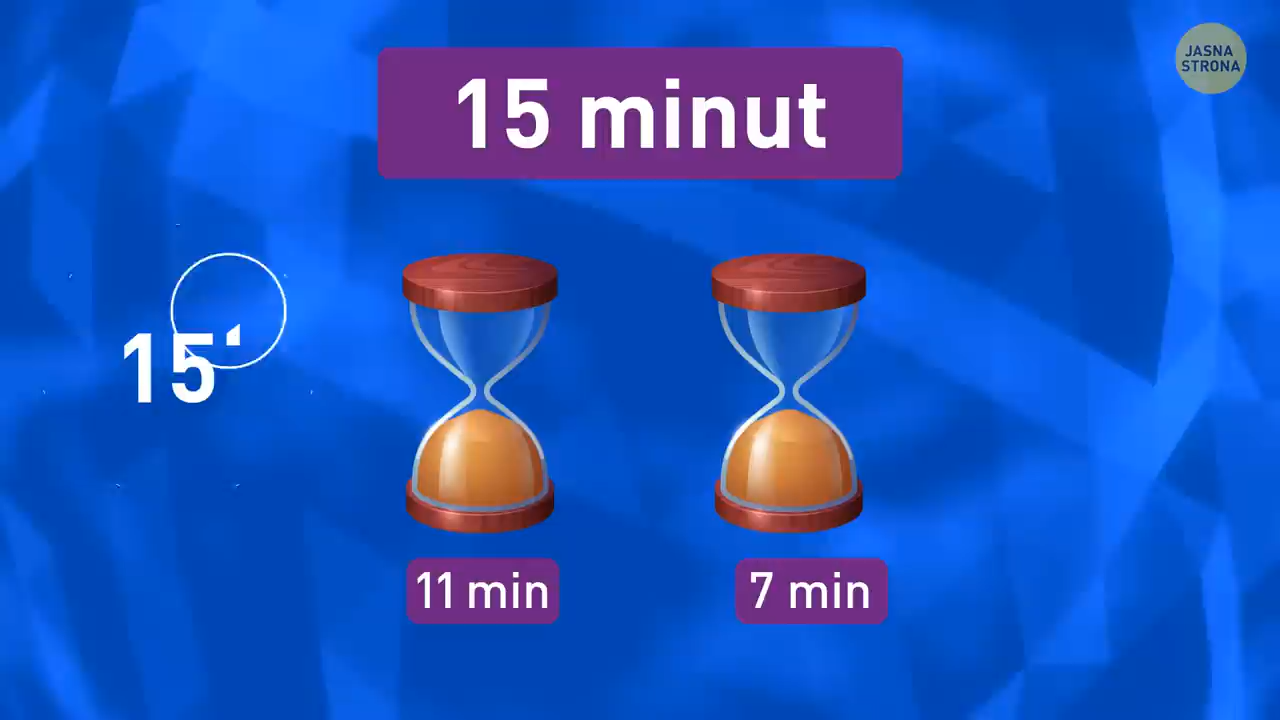 JASNA
STRONA
15 minut
15‘
11 min
7 min